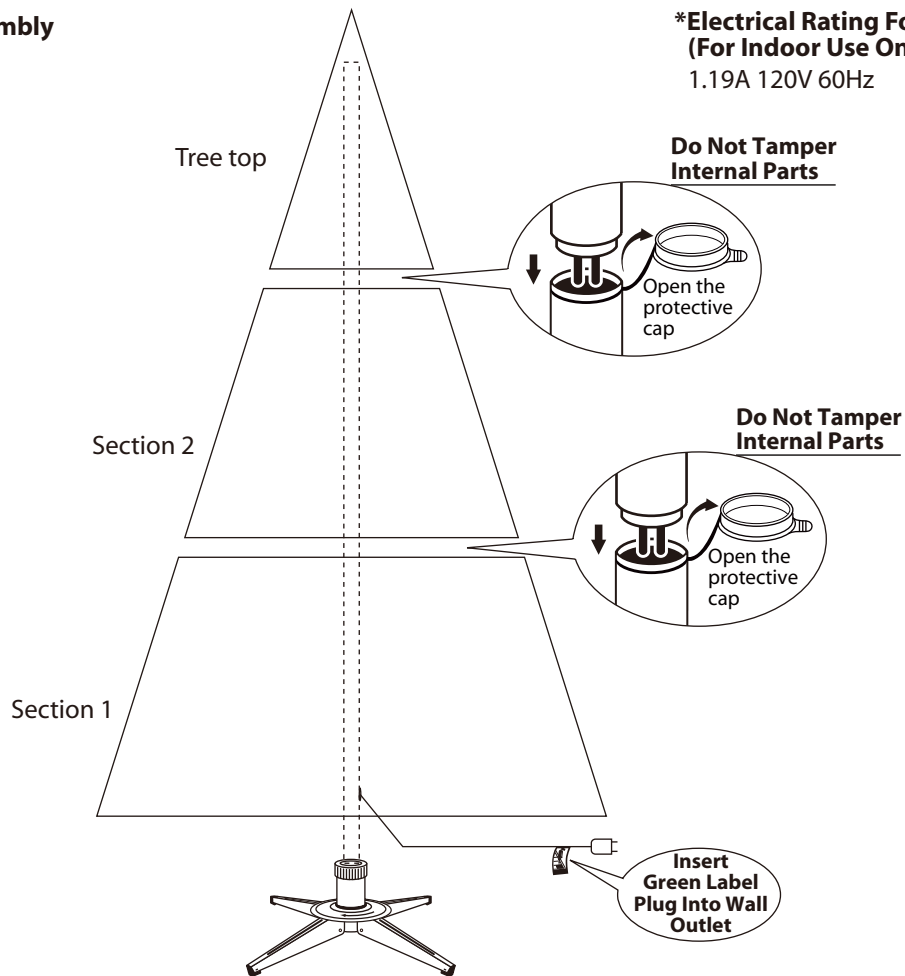 mbly
*Electrical Rating Fo
(For Indoor Use On
1.19A 120V 60Hz
Tree top
Do Not Tamper
Internal Parts
Open the
protective
cap
Section 2
Do Not Tamper
Internal Parts
Open the
protective
cap
Section 1
Insert
Green Label
Plug Into Wall
Outlet